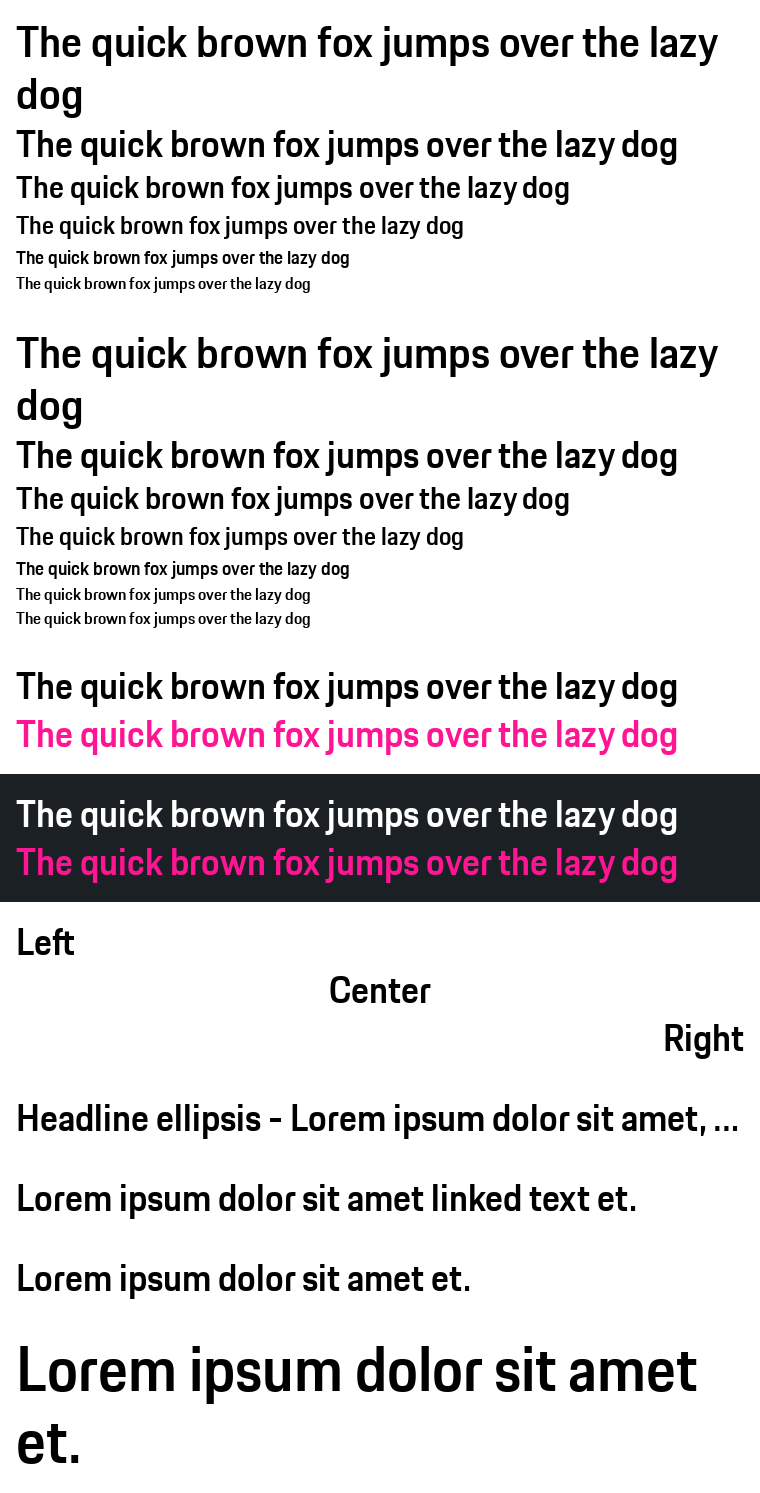 The quick brown fox jumps over the lazy
dog
The quick brown fox jumps over the lazy dog
The quick brown fox jumps over the lazy dog
The quick brown fox jumps over the lazy dog
The quick brown fox jumps over the lazy dog
The quick brown fox jumps over the lazy dog
The quick brown fox jumps over the lazy
dog
The quick brown fox jumps over the lazy dog
The quick brown fox jumps over the lazy dog
The quick brown fox jumps over the lazy dog
The quick brown fox jumps over the lazy dog
The quick brown fox jumps over the lazy dog
The quick brown fox jumps over the lazy dog
The quick brown fox jumps over the lazy dog
The quick brown fox jumps over the lazy dog
The quick brown fox jumps over the lazy dog
The quick brown fox jumps over the lazy dog
Left
Center
Right
Headline ellipsis - Lorem ipsum dolor sit amet, ...
Lorem ipsum dolor sit amet linked text et.
Lorem ipsum dolor sit amet et.
Lorem ipsum dolor sit amet
et.